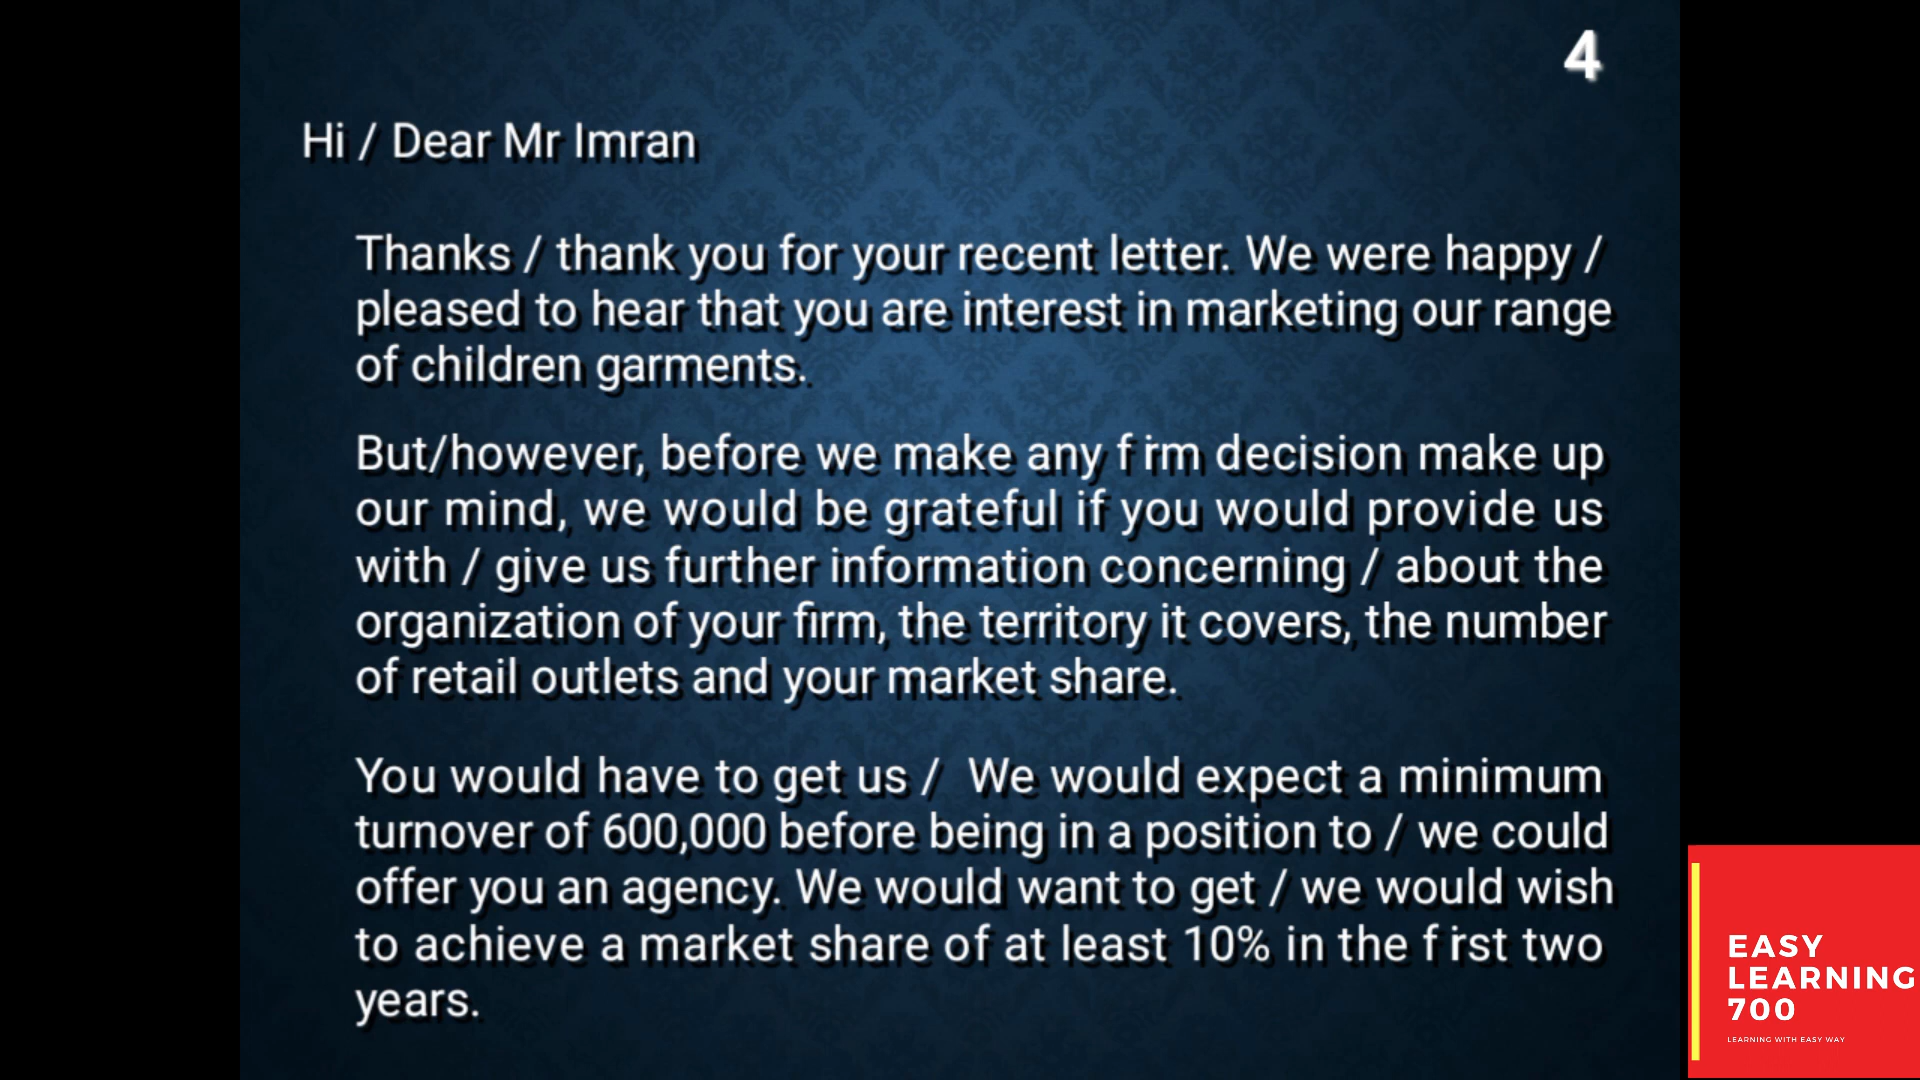 4
Hi / Dear Mr Imran
Thanks / thank you for your recent letter. We were happy /
pleased to hear that you are interest in marketing our range
of children garments.
But/however, before we make any firm decision make up
our mind, we would be grateful if you would provide us
with / give us further information concerning / about the
organization of your firm, the territory it covers, the number
of retail outlets and your market share.
You would have to get us / We would expect a minimum
turnover of 600,000 before being in a position to / we could
offer you an agency. We would want to get / we would wish
to achieve a market share of at least 10% in the first two
years.
EASY
LEARNING
700
LEARNING WITH EASY WAY